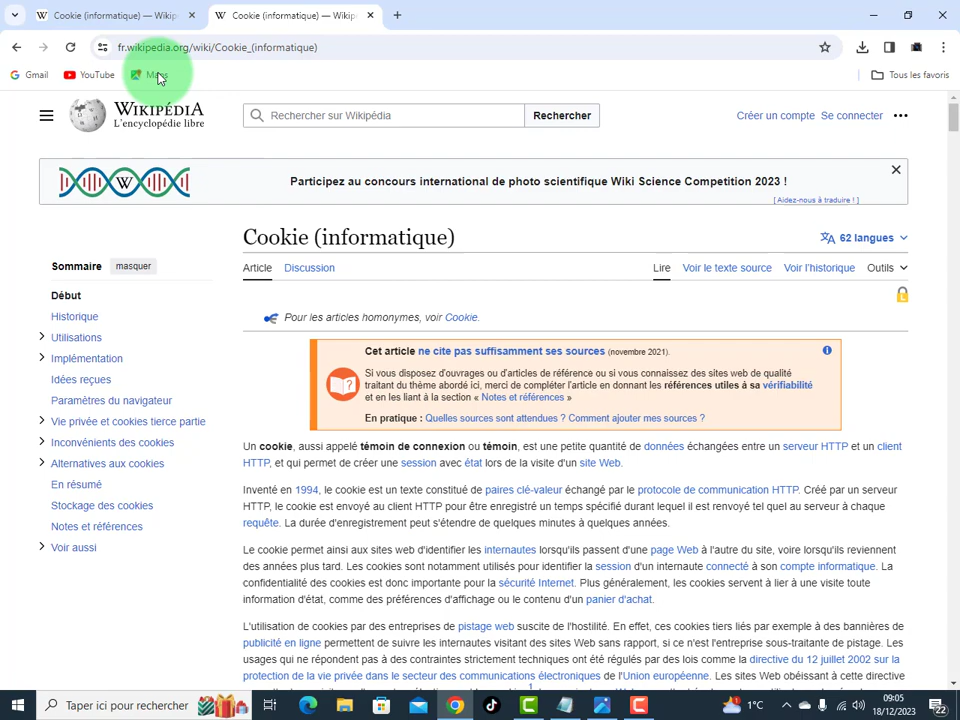 Cookie (informatique) — Wiki
Cookie (informatique) — Wikip
fr.wikipedia.org/wiki/Cookie_(informatique)
Gmail
YouTube
Maps
Tous les favoris
WIKIPÉDIA
L'encyclopédie libre
Rechercher sur Wikipédia
Rechercher
Créer un compte
Se connecter
W
Participez au concours international de photo scientifique Wiki Science Competition 2023 !
[ Aidez-nous à traduire ! ]
Cookie (informatique)
62 langues
Sommaire
masquer
Article
Discussion
Lire
Voir le texte source
Voir l'historique
Outils
Début
Historique
Utilisations
Implémentation
Idées reçues
Paramètres du navigateur
Vie privée et cookies tierce partie
Inconvénients des cookies
Alternatives aux cookies
En résumé
Stockage des cookies
Notes et références
Voir aussi
Pour les articles homonymes, voir Cookie.
Cet article ne cite pas suffisamment ses sources (novembre 2021).
Si vous disposez d'ouvrages ou d'articles de référence ou si vous connaissez des sites web de qualité
traitant du thème abordé ici, merci de compléter l'article en donnant les références utiles à sa vérifiabilité
et en les liant à la section « Notes et références »
En pratique : Quelles sources sont attendues ? Comment ajouter mes sources ?
Un cookie, aussi appelé témoin de connexion ou témoin, est une petite quantité de données échangées entre un serveur HTTP et un client
HTTP, et qui permet de créer une session avec état lors de la visite d'un site Web.
Inventé en 1994, le cookie est un texte constitué de paires clé-valeur échangé par le protocole de communication HTTP. Créé par un serveur
HTTP, le cookie est envoyé au client HTTP pour être enregistré un temps spécifié durant lequel il est renvoyé tel quel au serveur à chaque
requête. La durée d'enregistrement peut s'étendre de quelques minutes à quelques années.
Le cookie permet ainsi aux sites web d'identifier les internautes lorsqu'ils passent d'une page Web à l'autre du site, voire lorsqu'ils reviennent
des années plus tard. Les cookies sont notamment utilisés pour identifier la session d'un internaute connecté à son compte informatique. La
confidentialité des cookies est donc importante pour la sécurité Internet. Plus généralement, les cookies servent à lier à une visite toute
information d'état, comme des préférences d'affichage ou le contenu d'un panier d'achat.
L'utilisation de cookies par des entreprises de pistage web suscite de l'hostilité. En effet, ces cookies tiers liés par exemple à des bannières de
publicité en ligne permettent de suivre les internautes visitant des sites Web sans rapport, si ce n'est l'entreprise sous-traitante de pistage. Les
usages qui ne répondent pas à des contraintes strictement techniques ont été régulés par des lois comme la directive du 12 juillet 2002 sur la
protection de la vie privée dans le secteur des communications électroniques de l'Union européenne. Les sites Web obéissant à cette directive
1
Taper ici pour rechercher
1°C
09:05
18/12/2023
22